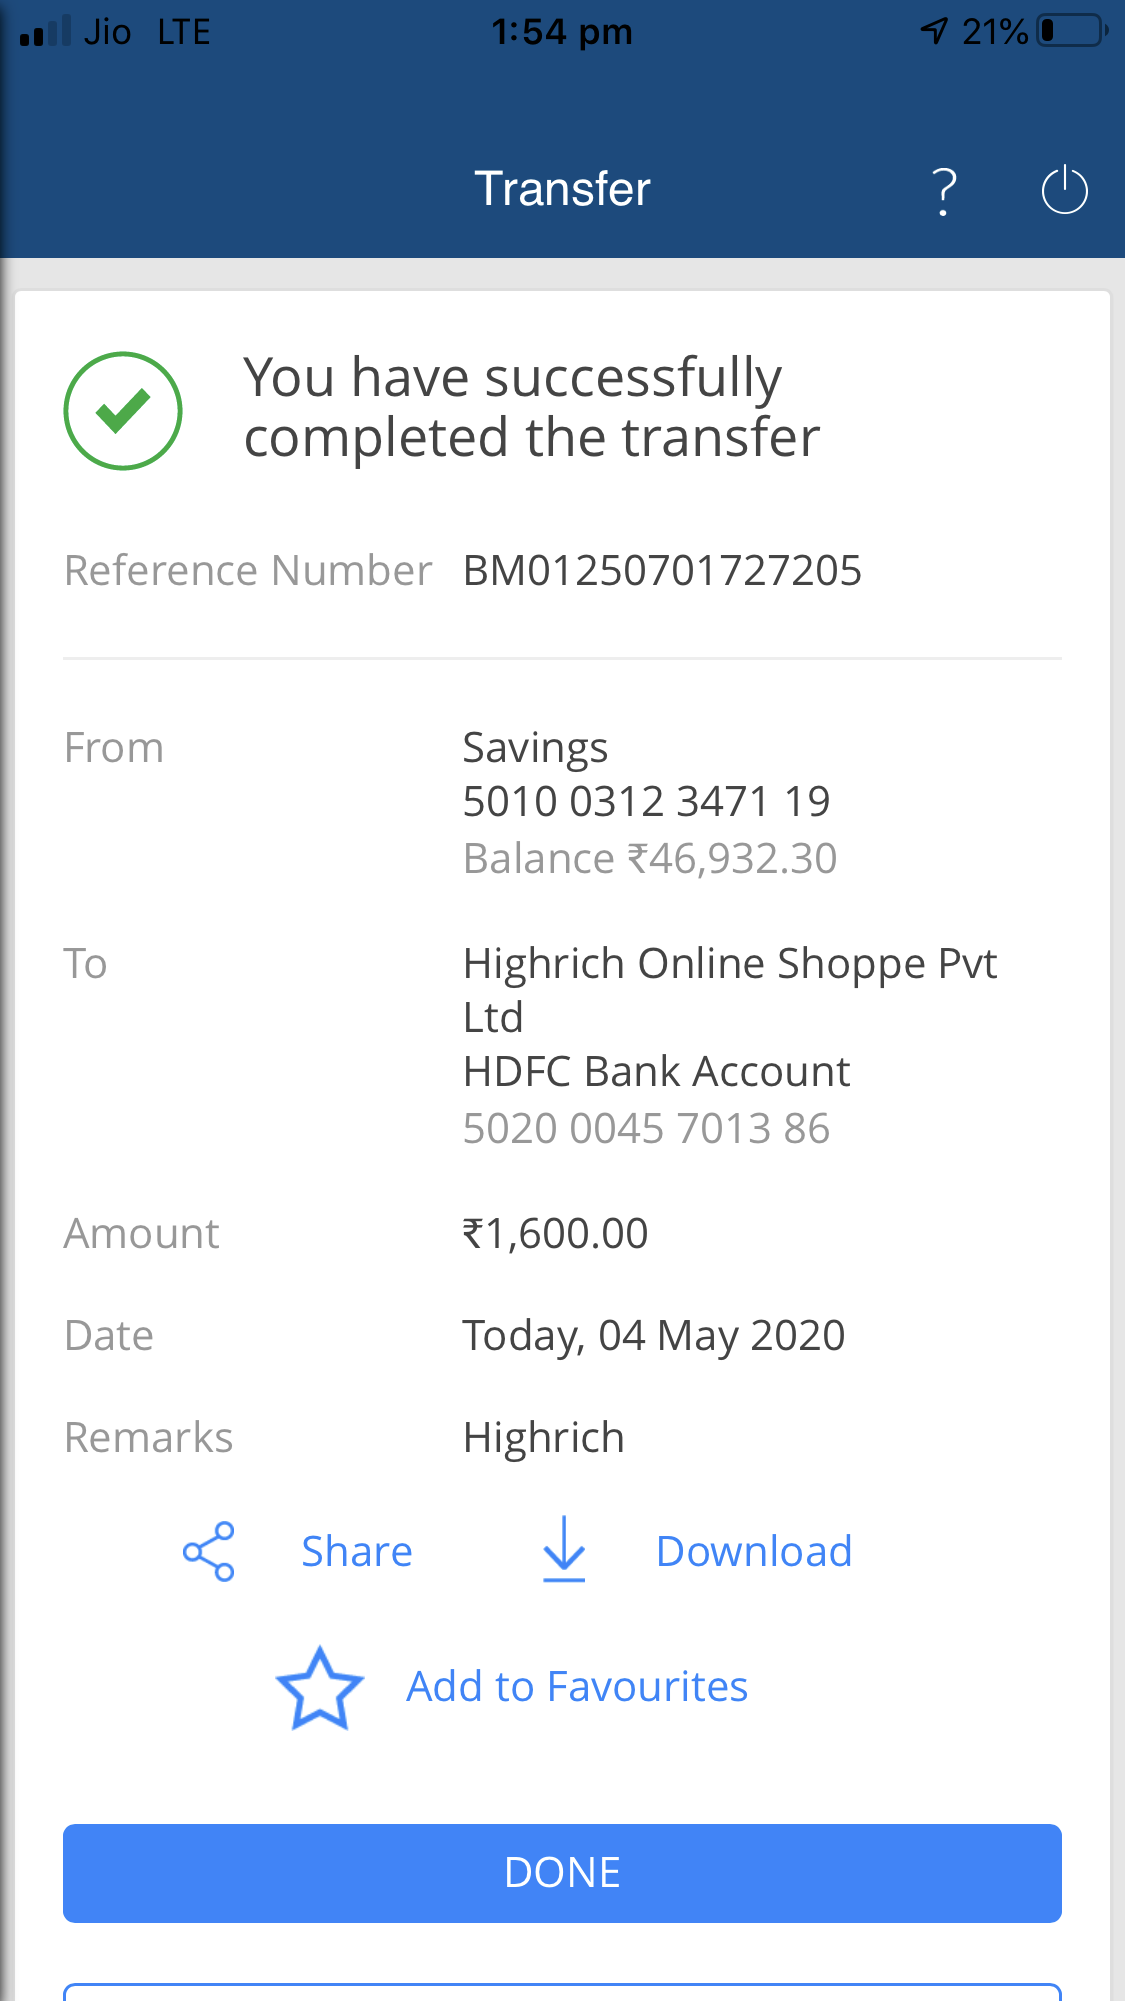 Jio LTE 1:54 pm 21%
Transfer ?
You have successfully
completed the transfer
Reference Number BM01250701727205
From Savings
5010 0312 3471 19
Balance ₹46,932.30
To Highrich Online Shoppe Pvt
Ltd
HDFC Bank Account
5020 0045 7013 86
Amount ₹1,600.00
Date Today, 04 May 2020
Remarks Highrich
Share Download
Add to Favourites
DONE